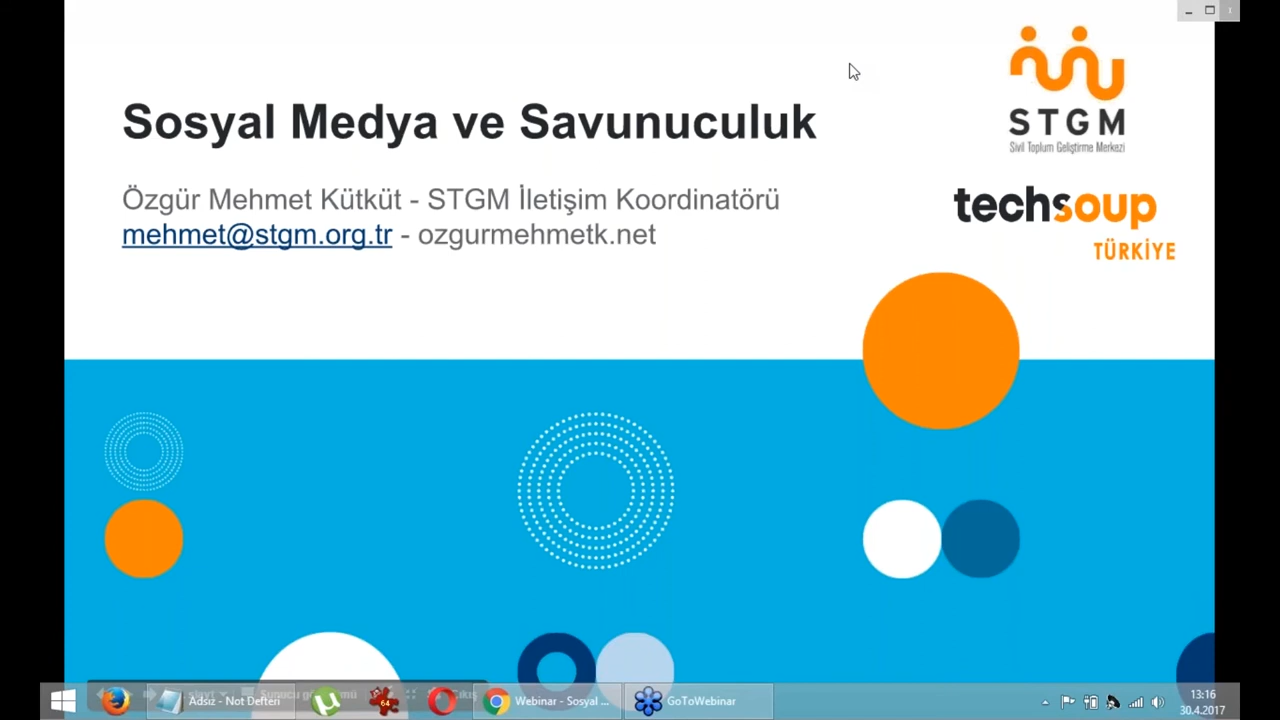 Sosyal Medya ve Savunuculuk
Özgür Mehmet Kütküt - STGM İletişim Koordinatörü
mehmet@stgm.org.tr - ozgurmehmetk.net
STGM
Sivil Toplum Geliştirme Merkezi
techsoup
TÜRKİYE
Adsız - Not Defteri
64
Webinar - Sosyal ...
GoToWebinar
13:16
30.4.2017